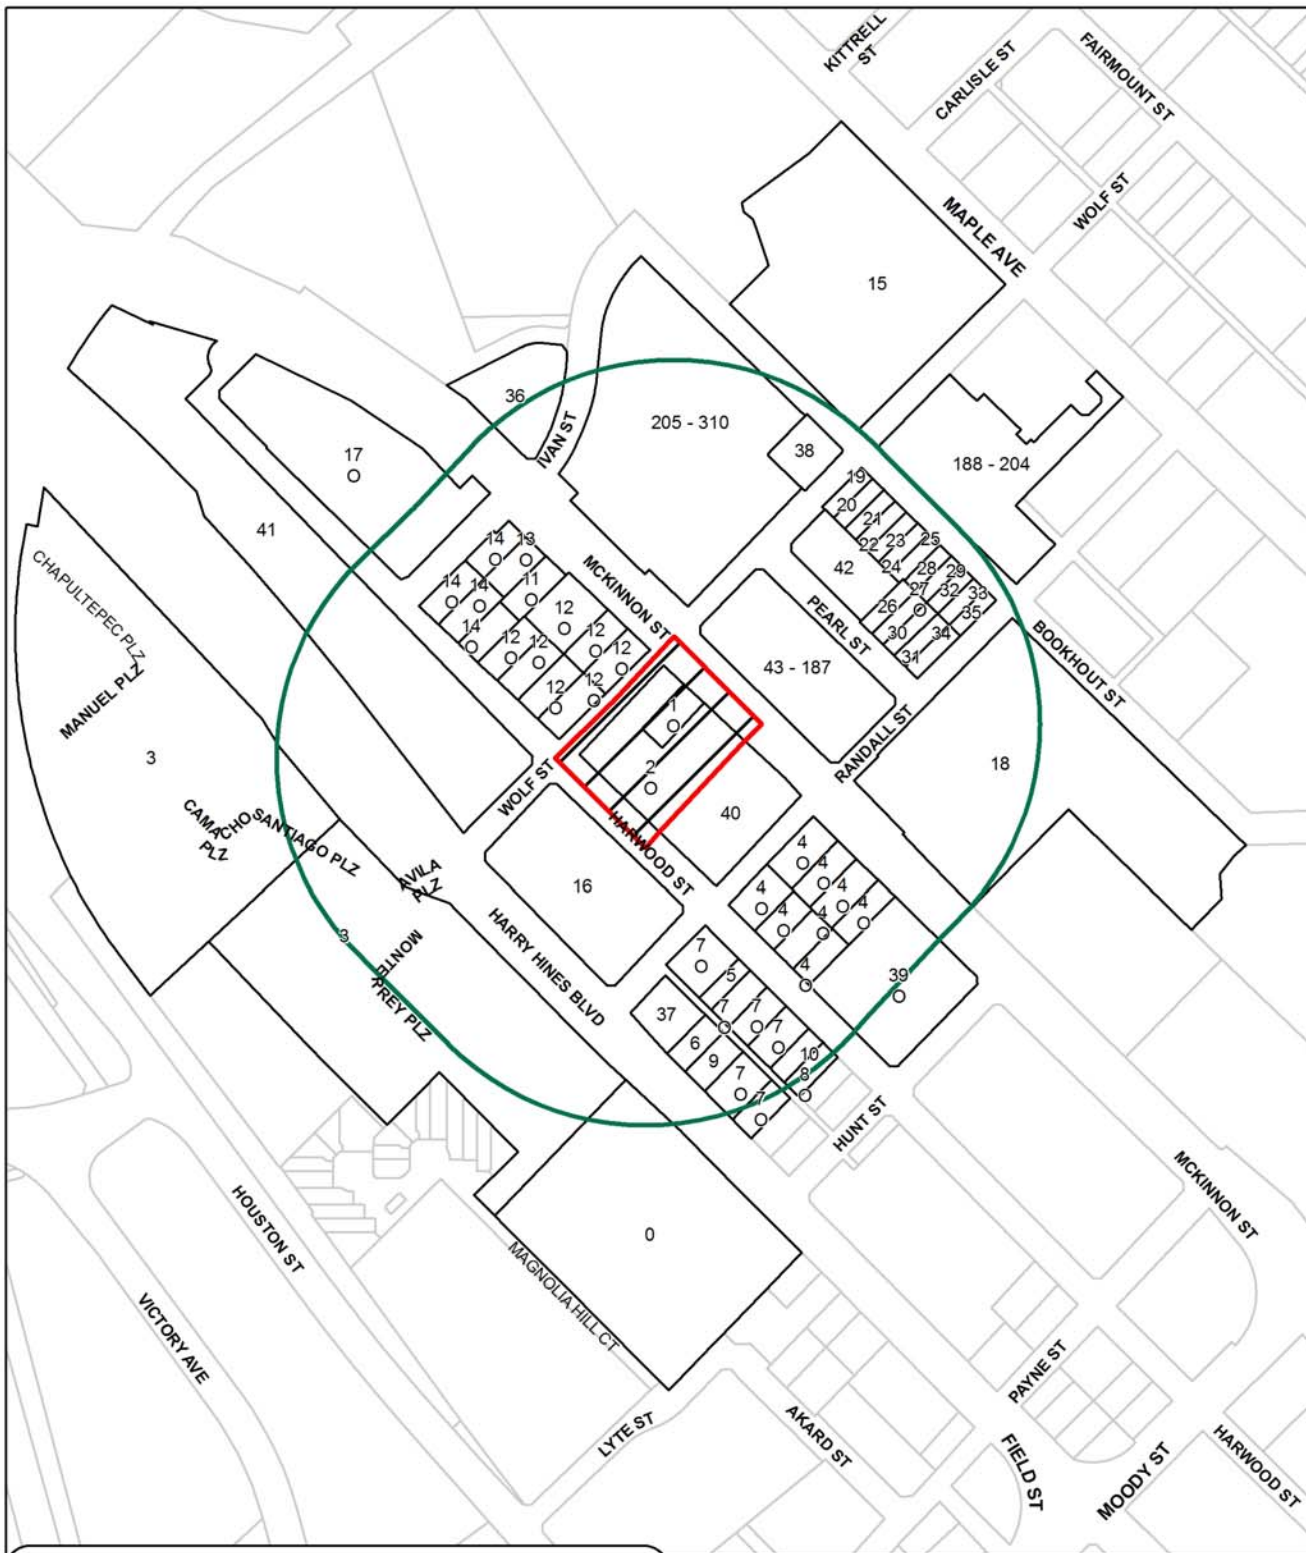 KITTRELL
ST
CARLISLE ST
FAIRMOUNT ST
WOLF ST
MAPLE AVE
15
36
IVAN ST
205 - 310
38
188 - 204
17
41
19
20
21
22
23
24
25
28
29
27
32
33
26
35
30
34
31
42
14
13
14
14
11
14
12
12
12
12
12
12
12
MCKINNON ST
PEARL ST
BOOKHOUT ST
43 - 187
RANDALL ST
18
CHAPULTEPEC PLZ
MANUEL PLZ
3
1
2
WOLF ST
HARWOOD ST
40
CAMACHO
PLZ
SANTIAGO PLZ
AVILA
PLZ
16
4
4
4
4
4
4
4
4
39
3
MONTE
RREY PLZ
HARRY HINES BLVD
7
5
7
7
7
37
6
9
10
8
7
7
HUNT ST
MCKINNON ST
HOUSTON ST
0
MAGNOLIA HILL CT
VICTORY AVE
LYTE ST
AKARD ST
PAYNE ST
FIELD ST
MOODY ST
HARWOOD ST